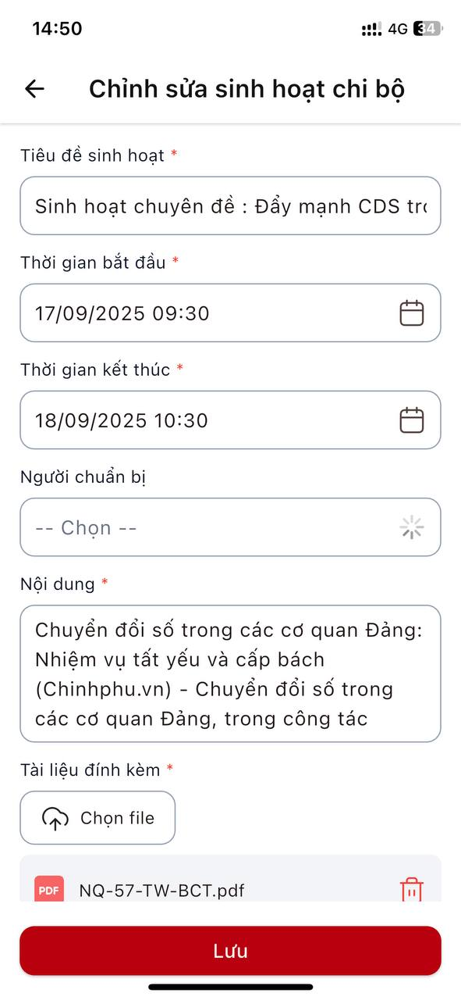 14:50
4G 34
Chỉnh sửa sinh hoạt chi bộ
Tiêu đề sinh hoạt *
Sinh hoạt chuyên đề : Đẩy mạnh CDS trc
Thời gian bắt đầu *
17/09/2025 09:30
Thời gian kết thúc *
18/09/2025 10:30
Người chuẩn bị
-- Chọn --
Nội dung *
Chuyển đổi số trong các cơ quan Đảng:
Nhiệm vụ tất yếu và cấp bách
(Chinhphu.vn) - Chuyển đổi số trong
các cơ quan Đảng, trong công tác
Tài liệu đính kèm *
Chọn file
PDF NQ-57-TW-BCT.pdf
Lưu